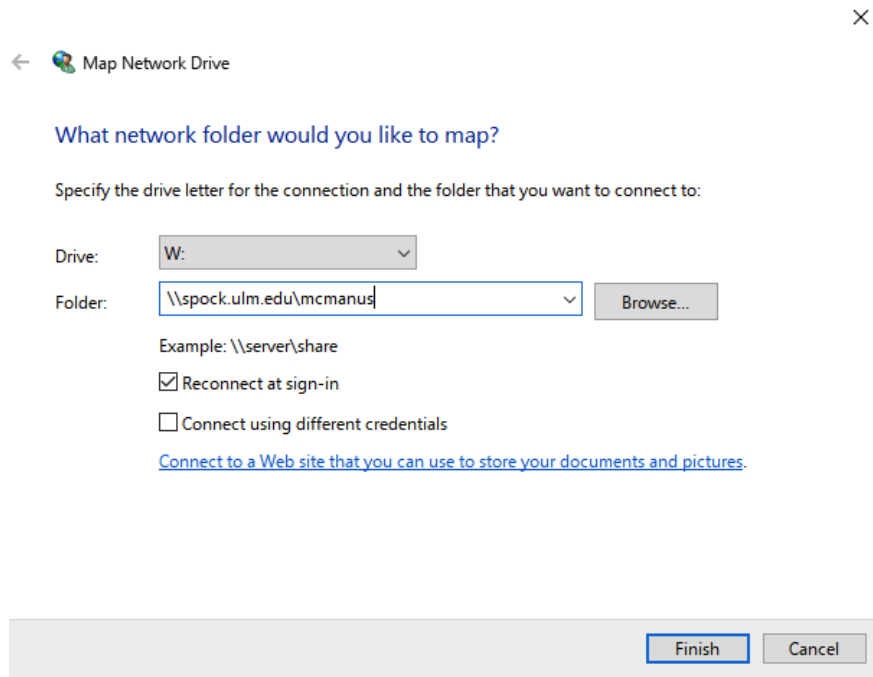 Map Network Drive
What network folder would you like to map?
Specify the drive letter for the connection and the folder that you want to connect to:
Drive: W:
Folder: \\spock.ulm.edu\mcmanus Browse...
Example: \\server\share
Reconnect at sign-in
Connect using different credentials
Connect to a Web site that you can use to store your documents and pictures.
Finish Cancel